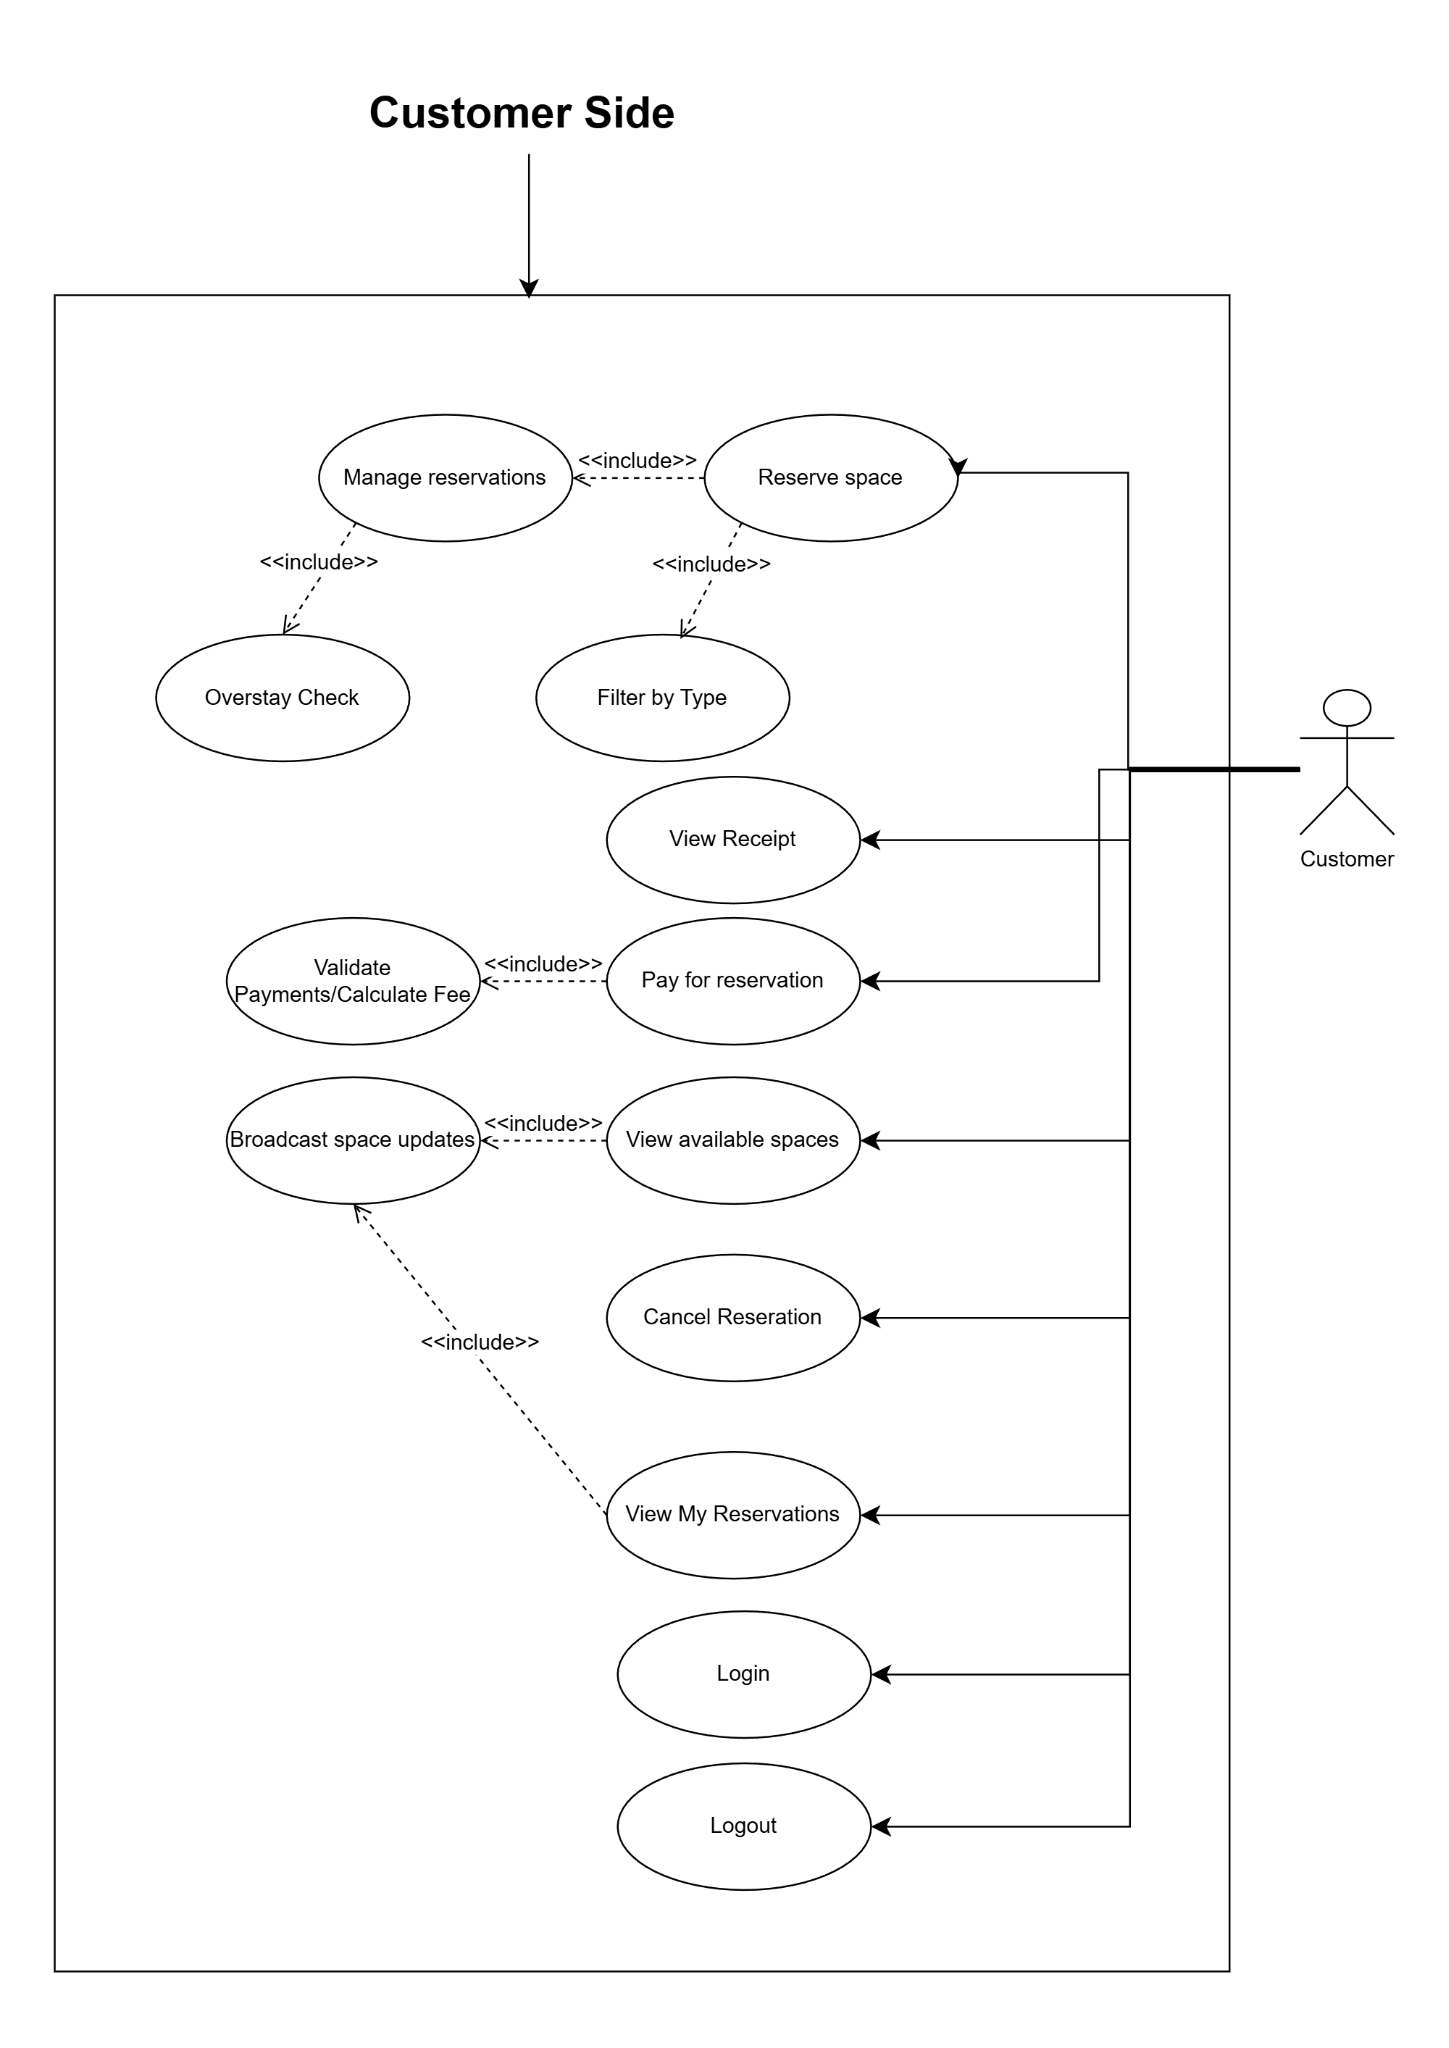 Customer Side
Manage reservations
<<include>>
Reserve space
<<include>>
<<include>>
Overstay Check
Filter by Type
View Receipt
Customer
Validate
Payments/Calculate Fee
<<include>>
Pay for reservation
Broadcast space updates
<<include>>
View available spaces
Cancel Reseration
<<include>>
View My Reservations
Login
Logout